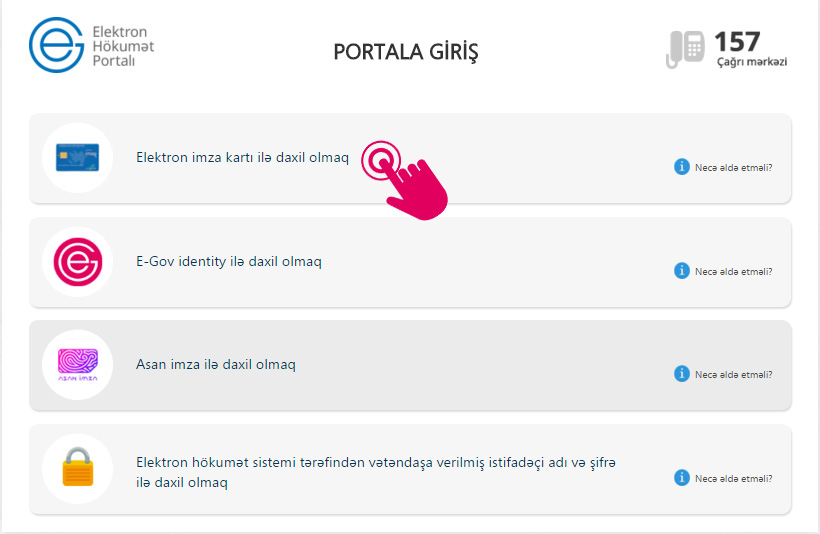 Elektron
Hökumət
Portalı
PORTALA GİRİŞ
157
Çağrı mərkəzi
Elektron imza kartı ilə daxil olmaq
Necə əldə etməli?
E-Gov identity ilə daxil olmaq
Necə əldə etməli?
ASAN İMZA
Asan imza ilə daxil olmaq
Necə əldə etməli?
Elektron hökumət sistemi tərəfindən vətəndaşa verilmiş istifadəçi adı və şifrə
ilə daxil olmaq
Necə əldə etməli?